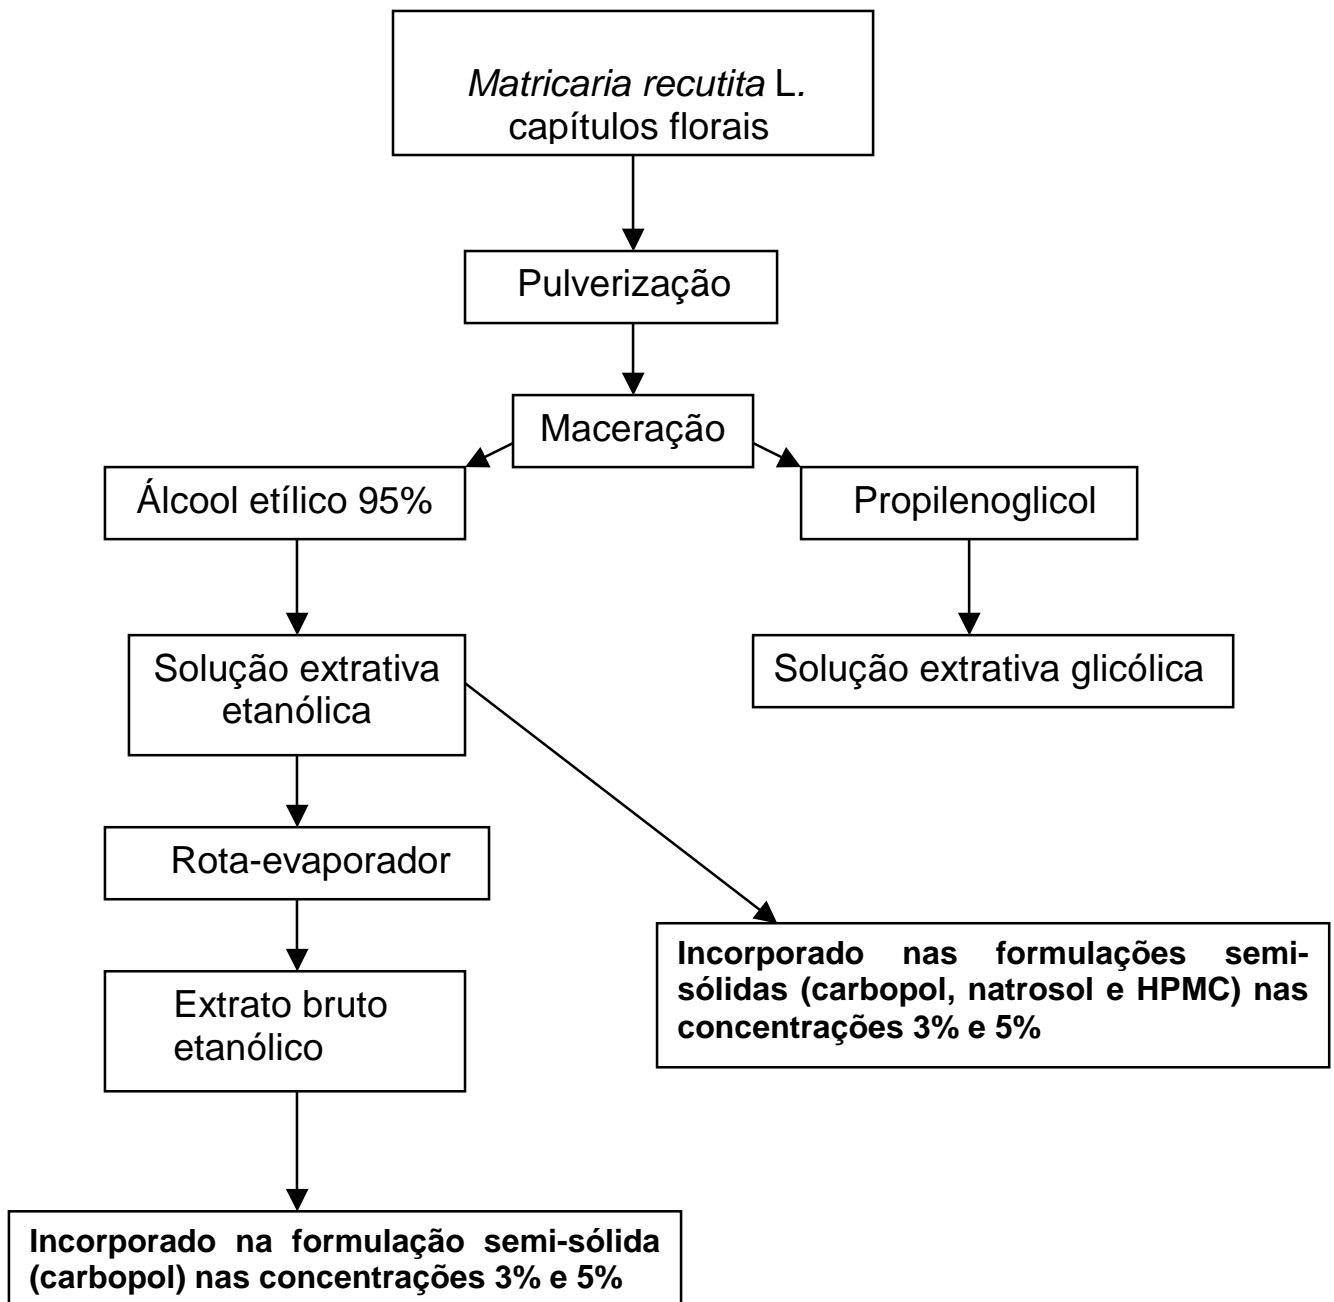 Matricaria recutita L.
capítulos florais
Pulverização
Maceração
Álcool etílico 95%
Propilenoglicol
Solução extrativa
etanólica
Solução extrativa glicólica
Rota-evaporador
Incorporado nas formulações semi-
sólidas (carbopol, natrosol e HPMC) nas
concentrações 3% e 5%
Extrato bruto
etanólico
Incorporado na formulação semi-sólida
(carbopol) nas concentrações 3% e 5%